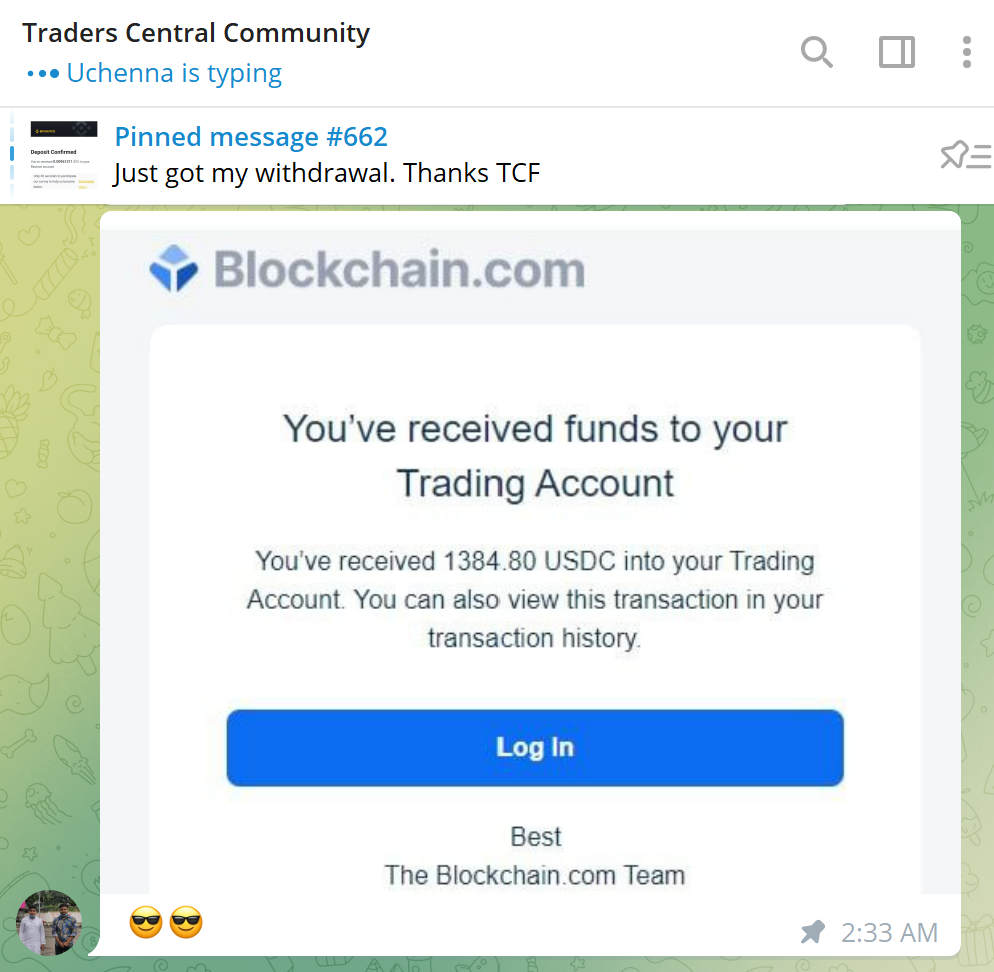 Traders Central Community
Uchenna is typing
Pinned message #662
Just got my withdrawal. Thanks TCF
Deposit Confirmed
Blockchain.com
You've received funds to your
Trading Account
You've received 1384.80 USDC into your Trading
Account. You can also view this transaction in your
transaction history.
Log In
Best
The Blockchain.com Team
😎😎
2:33 AM